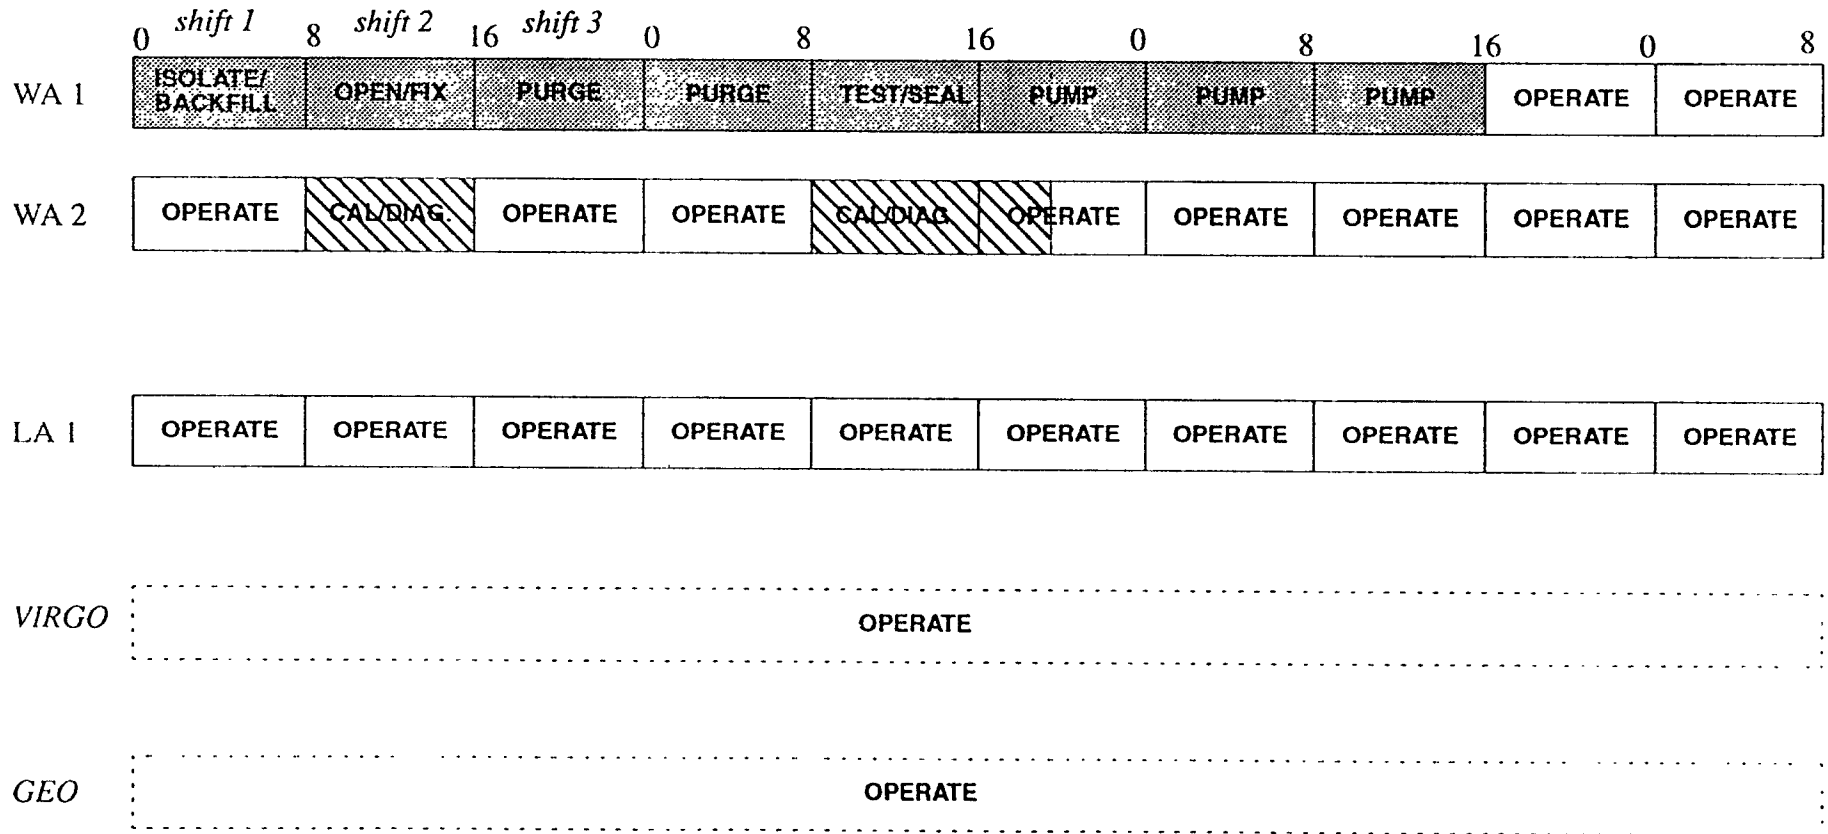 shift 1 shift 2 shift 3
0 8 16 0 8 16 0 8 16 0 8
WA 1 ISOLATE/ BACKFILL OPEN/FIX PURGE PURGE TEST/SEAL PUMP PUMP PUMP OPERATE OPERATE
WA 2 OPERATE CAL/DIAG. OPERATE OPERATE CAL/DIAG. OPERATE OPERATE OPERATE OPERATE OPERATE
LA 1 OPERATE OPERATE OPERATE OPERATE OPERATE OPERATE OPERATE OPERATE OPERATE OPERATE
VIRGO OPERATE
GEO OPERATE